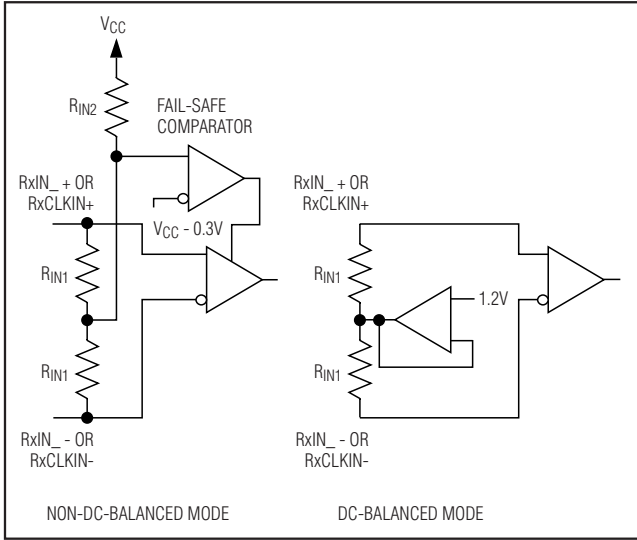 VCC
RIN2
FAIL-SAFE
COMPARATOR
RxIN_ + OR
RxCLKIN+
VCC - 0.3V
RIN1
RIN1
RxIN_ - OR
RxCLKIN-
NON-DC-BALANCED MODE
RxIN_ + OR
RxCLKIN+
RIN1
1.2V
RIN1
RxIN_ - OR
RxCLKIN-
DC-BALANCED MODE